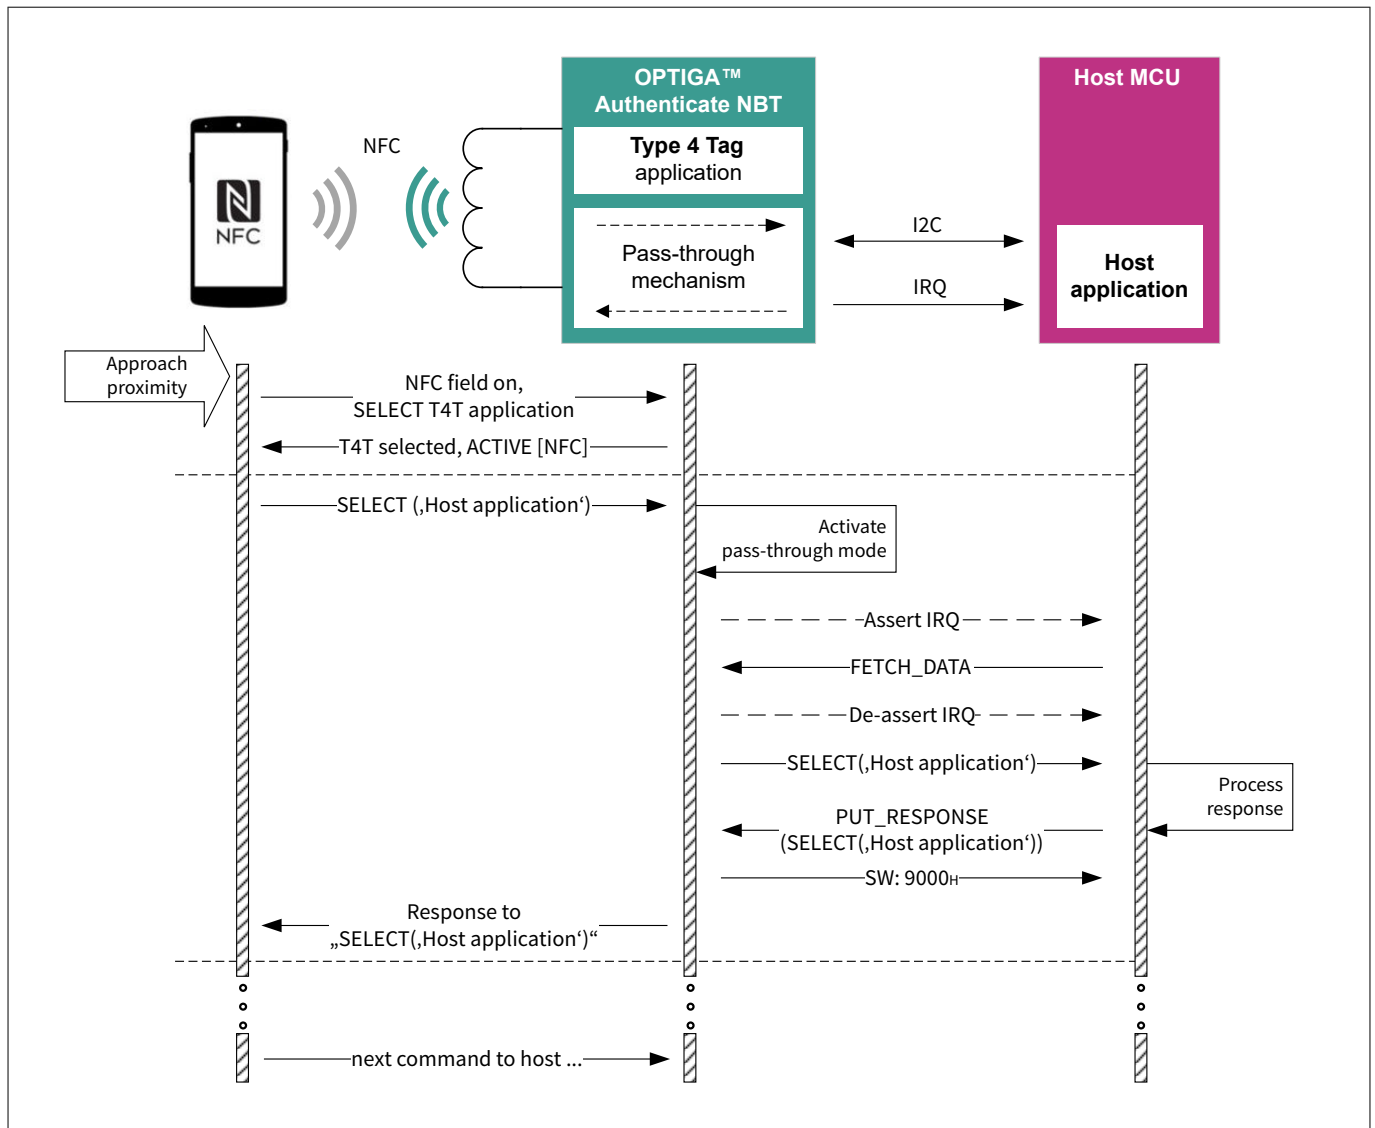 OPTIGA™
Authenticate NBT
Host MCU
NFC
Type 4 Tag
application
NFC
I2C
Pass-through
mechanism
Host
application
IRQ
Approach
proximity
NFC field on,
SELECT T4T application
T4T selected, ACTIVE [NFC]
SELECT (‚Host application‘)
Activate
pass-through mode
Assert IRQ
FETCH_DATA
De-assert IRQ
SELECT(‚Host application‘)
Process
response
PUT_RESPONSE
(SELECT(‚Host application‘))
SW: 9000H
Response to
„SELECT(‚Host application‘)“
next command to host ...